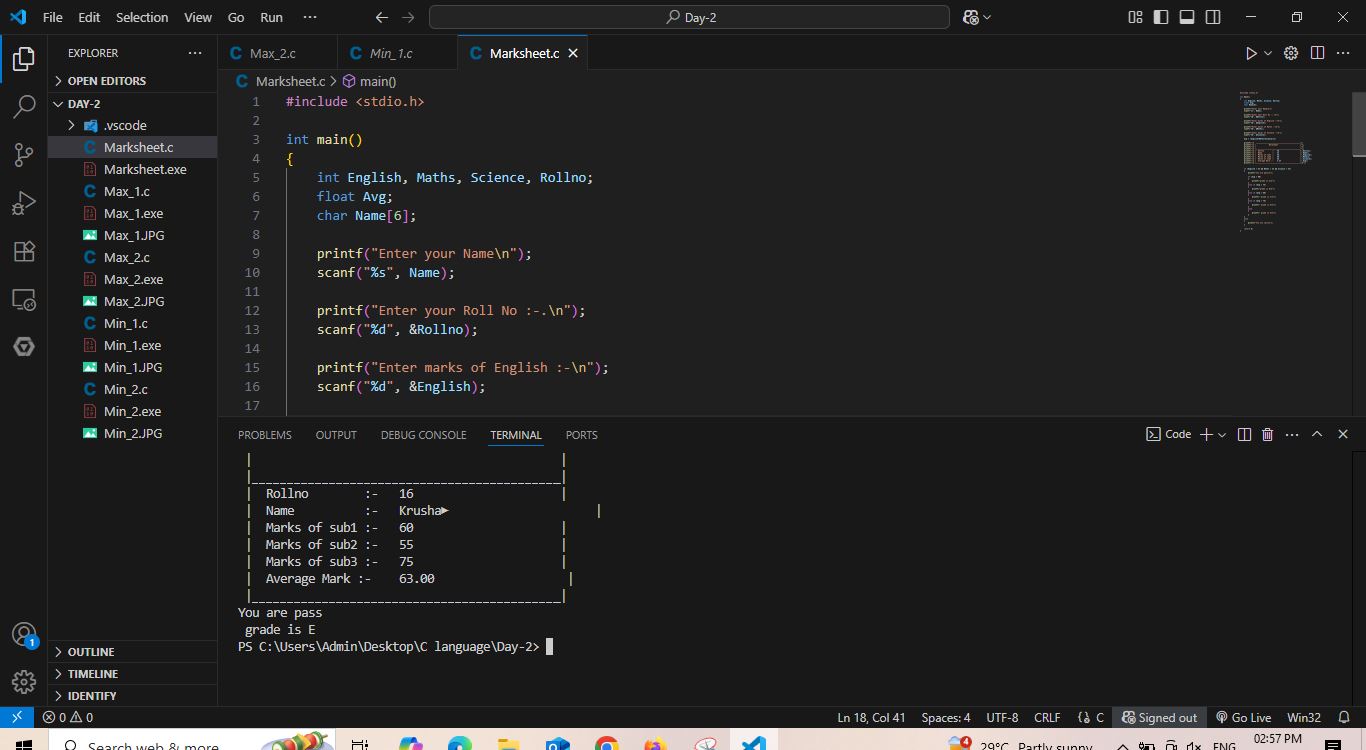 File Edit Selection View Go Run ··· Day-2
EXPLORER ···
OPEN EDITORS
DAY-2
.vscode
Marksheet.c
Marksheet.exe
Max_1.c
Max_1.exe
Max_1.JPG
Max_2.c
Max_2.exe
Max_2.JPG
Min_1.c
Min_1.exe
Min_1.JPG
Min_2.c
Min_2.exe
Min_2.JPG
OUTLINE
TIMELINE
IDENTIFY
Max_2.c Min_1.c Marksheet.c
Marksheet.c > main()
1 #include <stdio.h>
2
3 int main()
4 {
5 int English, Maths, Science, Rollno;
6 float Avg;
7 char Name[6];
8
9 printf("Enter your Name\n");
10 scanf("%s", Name);
11
12 printf("Enter your Roll No :-.\n");
13 scanf("%d", &Rollno);
14
15 printf("Enter marks of English :-\n");
16 scanf("%d", &English);
17
PROBLEMS OUTPUT DEBUG CONSOLE TERMINAL PORTS Code
| |
|____________________________________________|
| Rollno :- 16 |
| Name :- Krusha► |
| Marks of sub1 :- 60 |
| Marks of sub2 :- 55 |
| Marks of sub3 :- 75 |
| Average Mark :- 63.00 |
|____________________________________________|
You are pass
grade is E
PS C:\Users\Admin\Desktop\C language\Day-2>
1
0 0 Ln 18, Col 41 Spaces: 4 UTF-8 CRLF {} C Signed out Go Live Win32
Search web & more 4 29°C Partly sunny ENG 02:57 PM